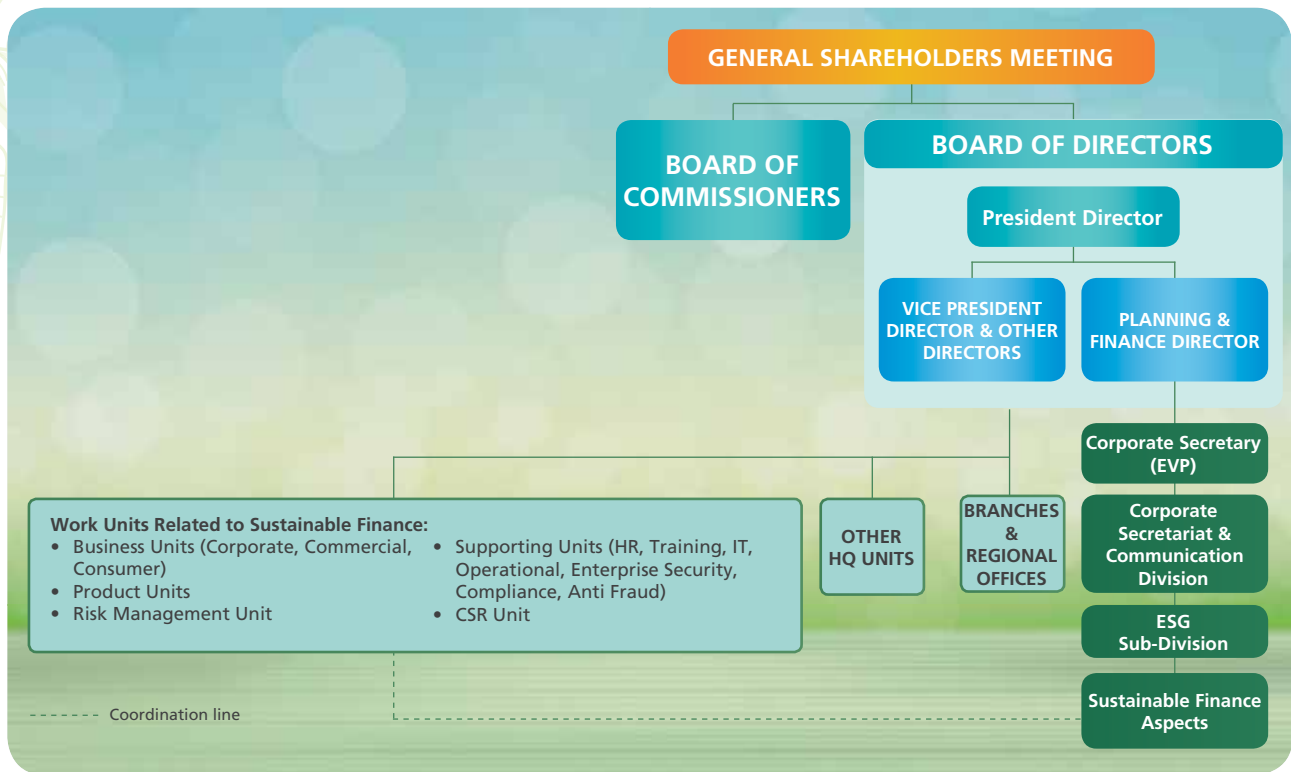 GENERAL SHAREHOLDERS MEETING
BOARD OF
COMMISSIONERS
BOARD OF DIRECTORS
President Director
VICE PRESIDENT
DIRECTOR & OTHER
DIRECTORS
PLANNING &
FINANCE DIRECTOR
Corporate Secretary
(EVP)
Work Units Related to Sustainable Finance:
• Business Units (Corporate, Commercial,
Consumer)
• Product Units
• Risk Management Unit
• Supporting Units (HR, Training, IT,
Operational, Enterprise Security,
Compliance, Anti Fraud)
• CSR Unit
OTHER
HQ UNITS
BRANCHES
&
REGIONAL
OFFICES
Corporate
Secretariat &
Communication
Division
ESG
Sub-Division
Sustainable Finance
Aspects
Coordination line